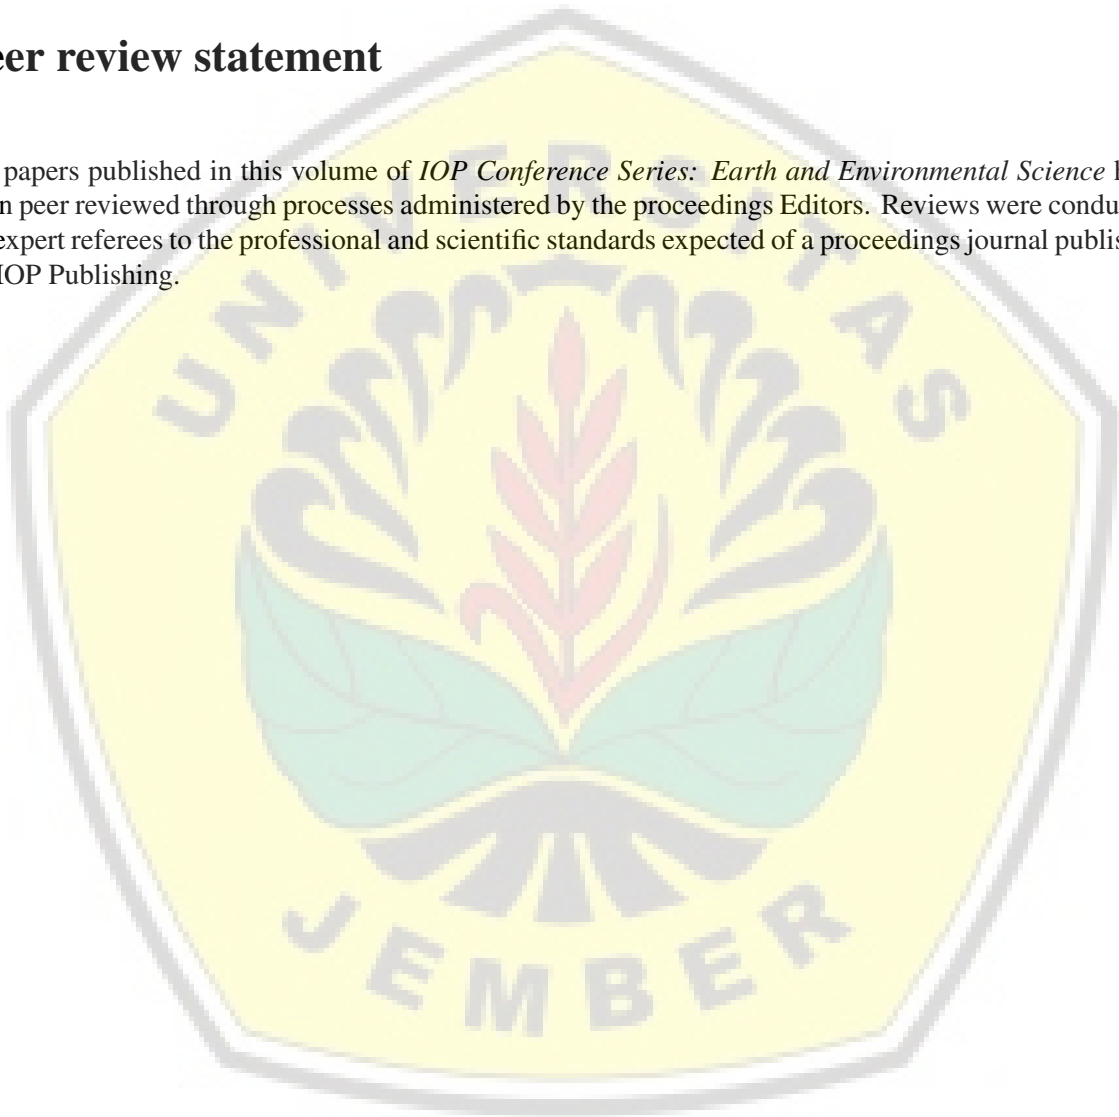 eer review statement
papers published in this volume of IOP Conference Series: Earth and Environmental Science
n peer reviewed through processes administered by the proceedings Editors. Reviews were condu
expert referees to the professional and scientific standards expected of a proceedings journal publis
IOP Publishing.
UNIVERSITAS
JEMBER